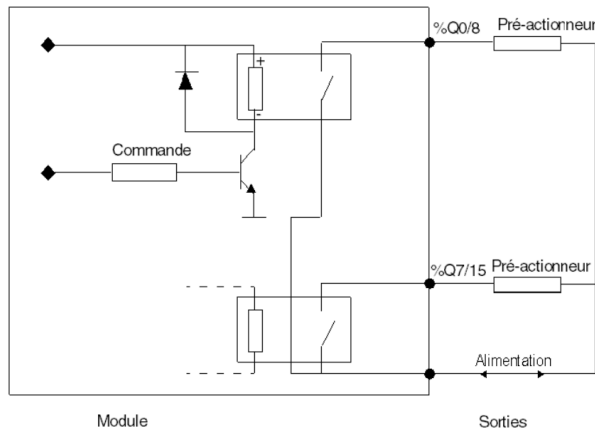 %Q0/8
Pré-actionneur
+
-
Commande
%Q7/15
Pré-actionneur
Alimentation
Module
Sorties